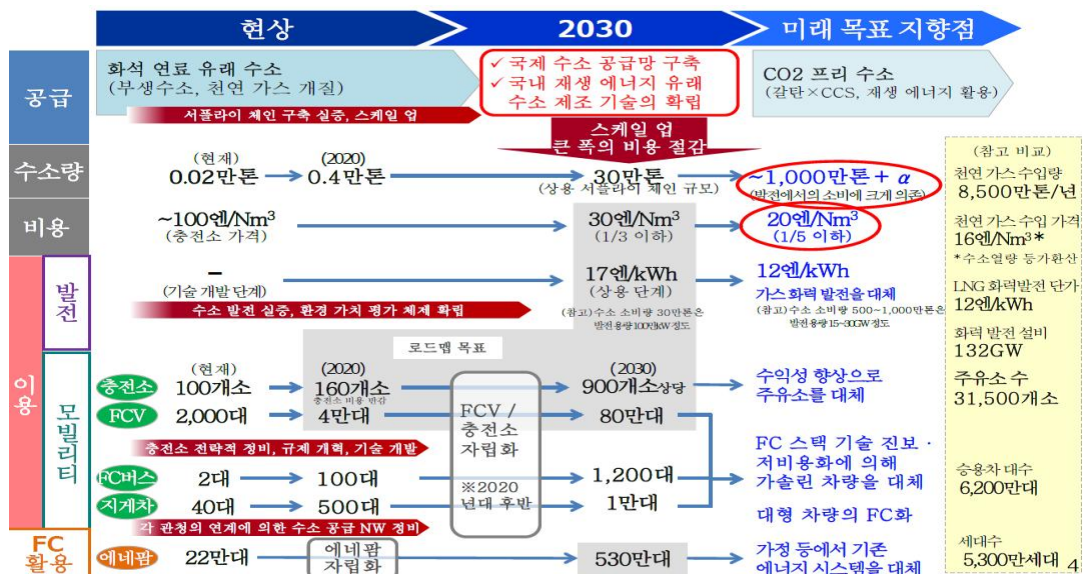 현상
2030
미래 목표 지향점
공급
화석 연료 유래 수소
(부생수소, 천연 가스 개질)
✓ 국제 수소 공급망 구축
✓ 국내 재생 에너지 유래
수소 제조 기술의 확립
CO2 프리 수소
(갈탄×CCS, 재생 에너지 활용)
서플라이 체인 구축 실증, 스케일 업
스케일 업
큰 폭의 비용 절감
수소량
(현재)
0.02만톤
(2020)
0.4만톤
30만톤
(상용 서플라이 체인 규모)
~1,000만톤 + α
(발전에서의 소비에 크게 의존)
(참고 비교)
천연 가스 수입량
8,500만톤/년
비용
~100엔/Nm³
(충전소 가격)
30엔/Nm³
(1/3 이하)
20엔/Nm³
(1/5 이하)
천연 가스 수입 가격
16엔/Nm³*
*수소열량 등가환산
이용
발전
–
(기술 개발 단계)
17엔/kWh
(상용 단계)
12엔/kWh
가스 화력 발전을 대체
수소 발전 실증, 환경 가치 평가 체제 확립
(참고)수소 소비량 30만톤은
발전용량100만kW정도
(참고)수소 소비량 500~1,000만톤은
발전용량15~30GW정도
LNG 화력발전 단가
12엔/kWh
화력 발전 설비
132GW
모빌리티
로드맵 목표
충전소
(현재)
100개소
(2020)
160개소
충전소 비용 반감
(2030)
900개소상당
수익성 향상으로
주유소를 대체
주유소 수
31,500개소
FCV
2,000대
4만대
FCV /
충전소
자립화
※2020
년대 후반
80만대
충전소 전략적 정비, 규제 개혁, 기술 개발
FC버스
2대
100대
1,200대
지게차
40대
500대
1만대
FC 스택 기술 진보·
저비용화에 의해
가솔린 차량을 대체
대형 차량의 FC화
승용차 대수
6,200만대
각 관청의 연계에 의한 수소 공급 NW 정비
FC
활용
에네팜
22만대
에네팜
자립화
530만대
가정 등에서 기존
에너지 시스템을 대체
세대수
5,300만세대
4